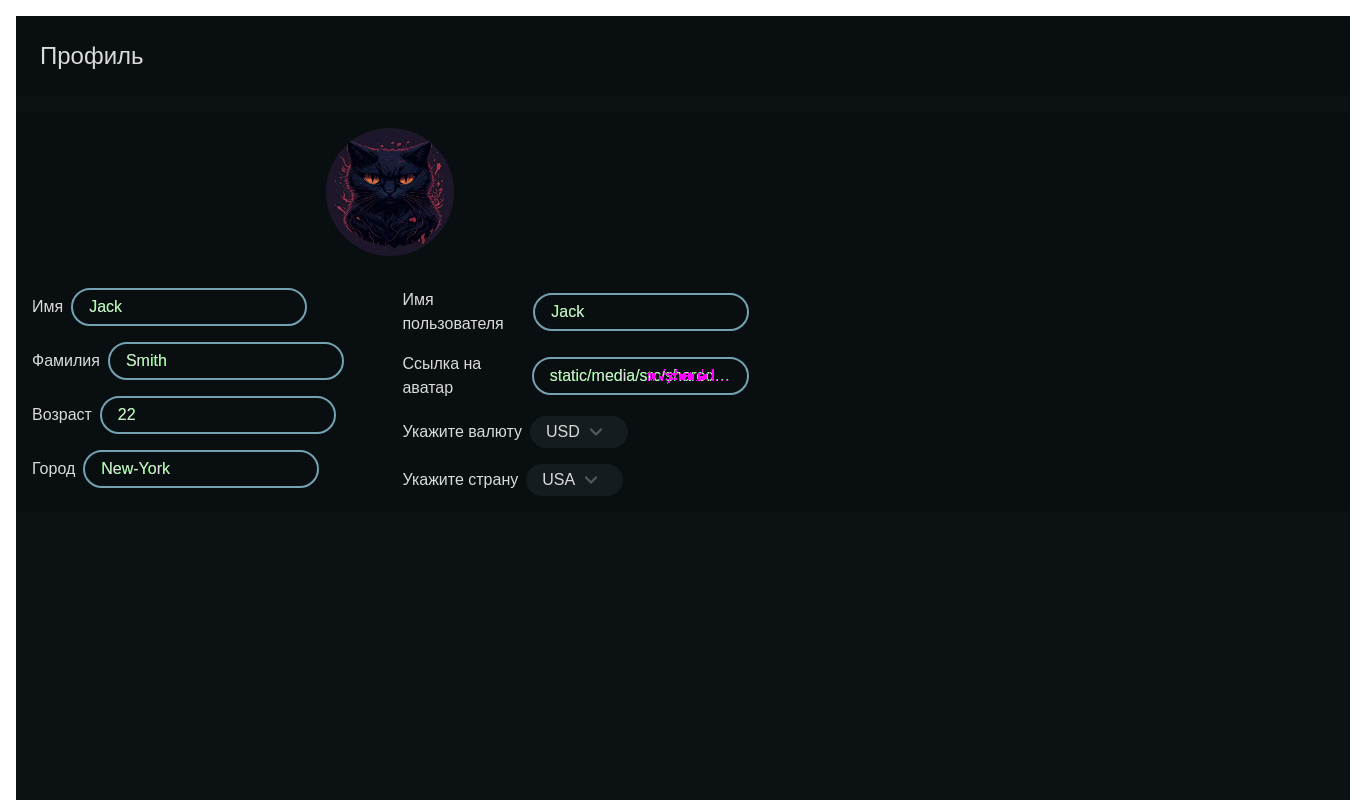 Профиль
Имя
Jack
Фамилия
Smith
Возраст
22
Город
New-York
Имя
пользователя
Jack
Ссылка на
аватар
static/media/src/shared…
Укажите валюту
USD
Укажите страну
USA